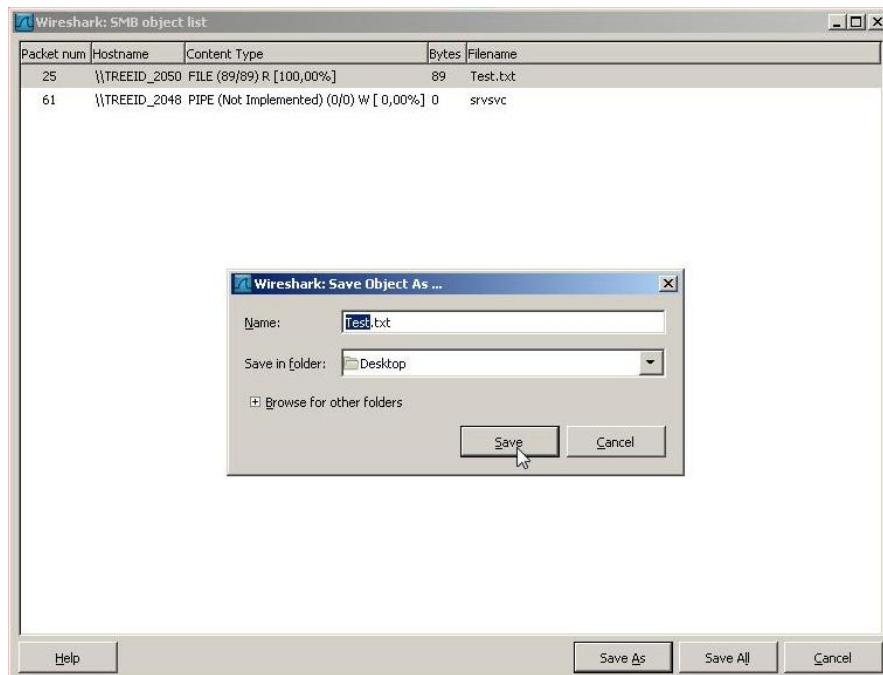 Wireshark: SMB object list
Packet num Hostname Content Type Bytes Filename
25 \\TREEID_2050 FILE (89/89) R [100,00%] 89 Test.txt
61 \\TREEID_2048 PIPE (Not Implemented) (0/0) W [ 0,00%] 0 srvsvc
Wireshark: Save Object As ...
Name: Test.txt
Save in folder: Desktop
Browse for other folders
Save Cancel
Help Save As Save All Cancel